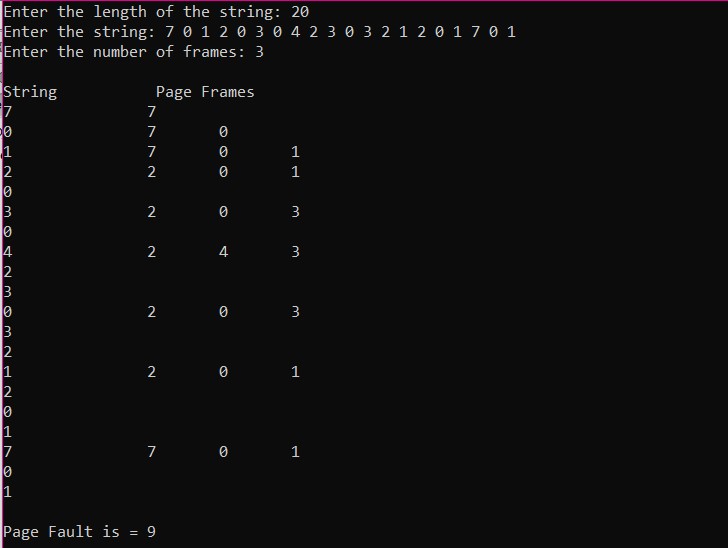 Enter the length of the string: 20
Enter the string: 7 0 1 2 0 3 0 4 2 3 0 3 2 1 2 0 1 7 0 1
Enter the number of frames: 3
String Page Frames
7 7
0 7 0
1 7 0 1
2 2 0 1
0
3 2 0 3
0
4 2 4 3
2
3
0 2 0 3
3
2
1 2 0 1
2
0
1
7 7 0 1
0
1
Page Fault is = 9